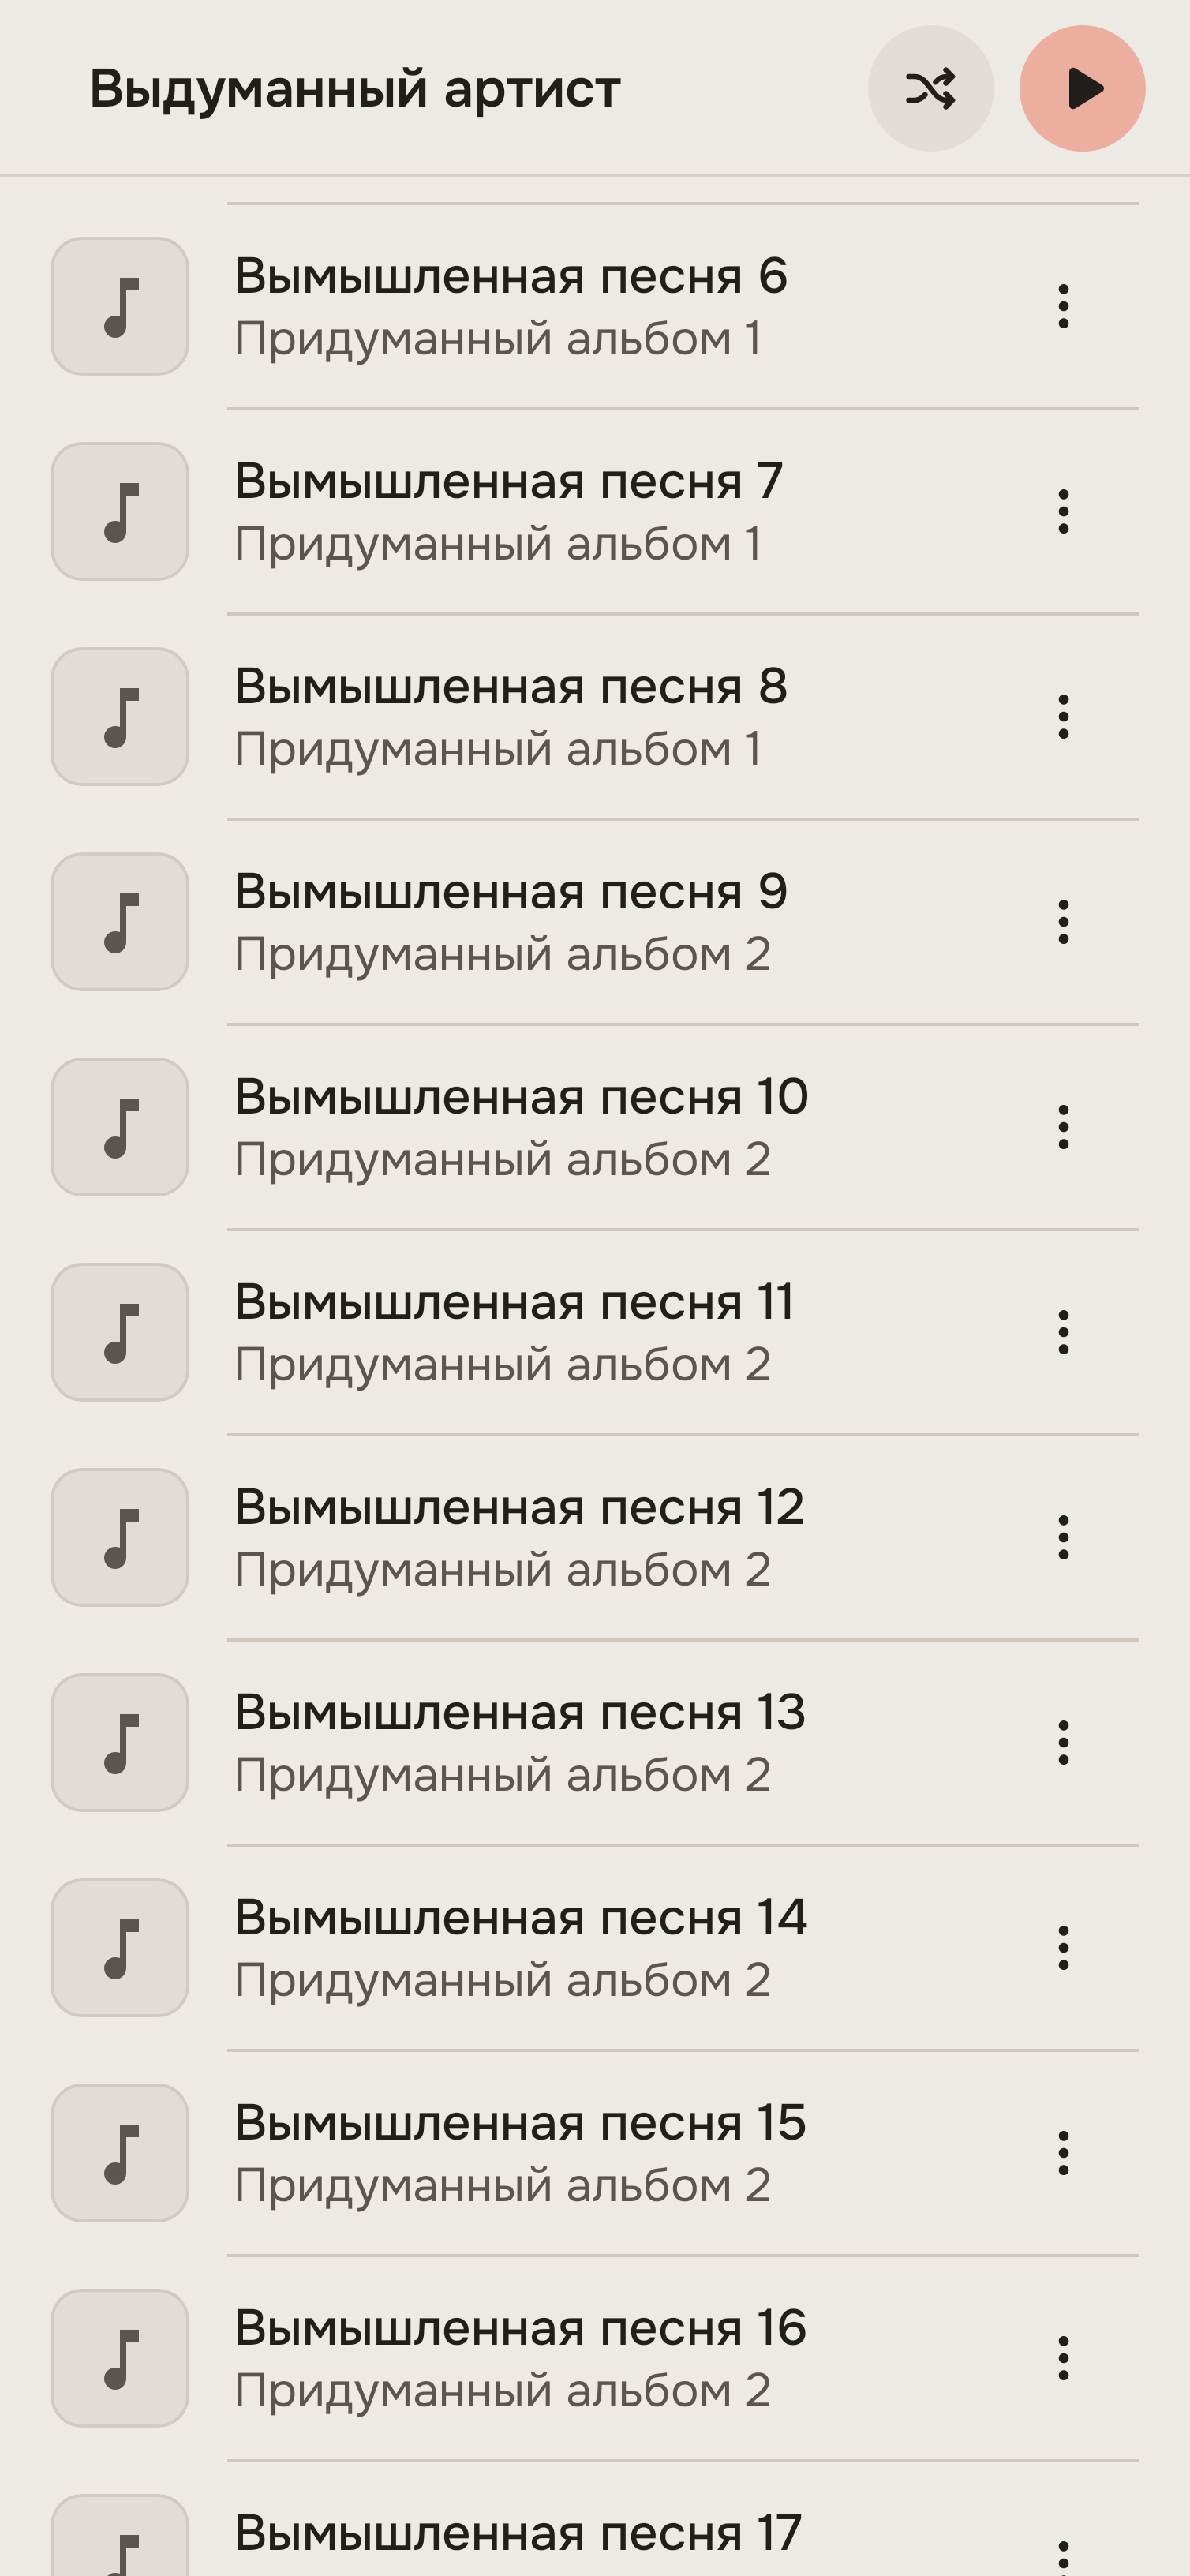 Выдуманный артист
Вымышленная песня 6
Придуманный альбом 1
Вымышленная песня 7
Придуманный альбом 1
Вымышленная песня 8
Придуманный альбом 1
Вымышленная песня 9
Придуманный альбом 2
Вымышленная песня 10
Придуманный альбом 2
Вымышленная песня 11
Придуманный альбом 2
Вымышленная песня 12
Придуманный альбом 2
Вымышленная песня 13
Придуманный альбом 2
Вымышленная песня 14
Придуманный альбом 2
Вымышленная песня 15
Придуманный альбом 2
Вымышленная песня 16
Придуманный альбом 2
Вымышленная песня 17